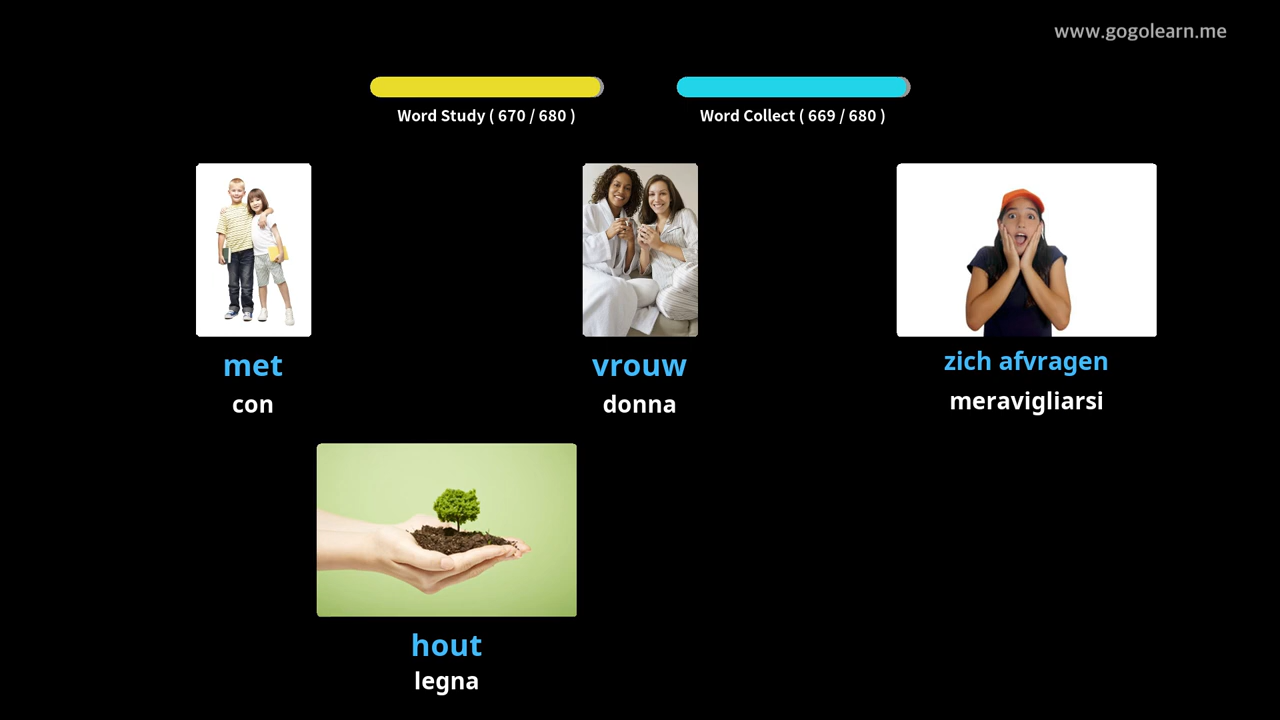 www.gogolearn.me
Word Study ( 670 / 680 )
Word Collect ( 669 / 680 )
met
con
vrouw
donna
zich afvragen
meravigliarsi
hout
legna